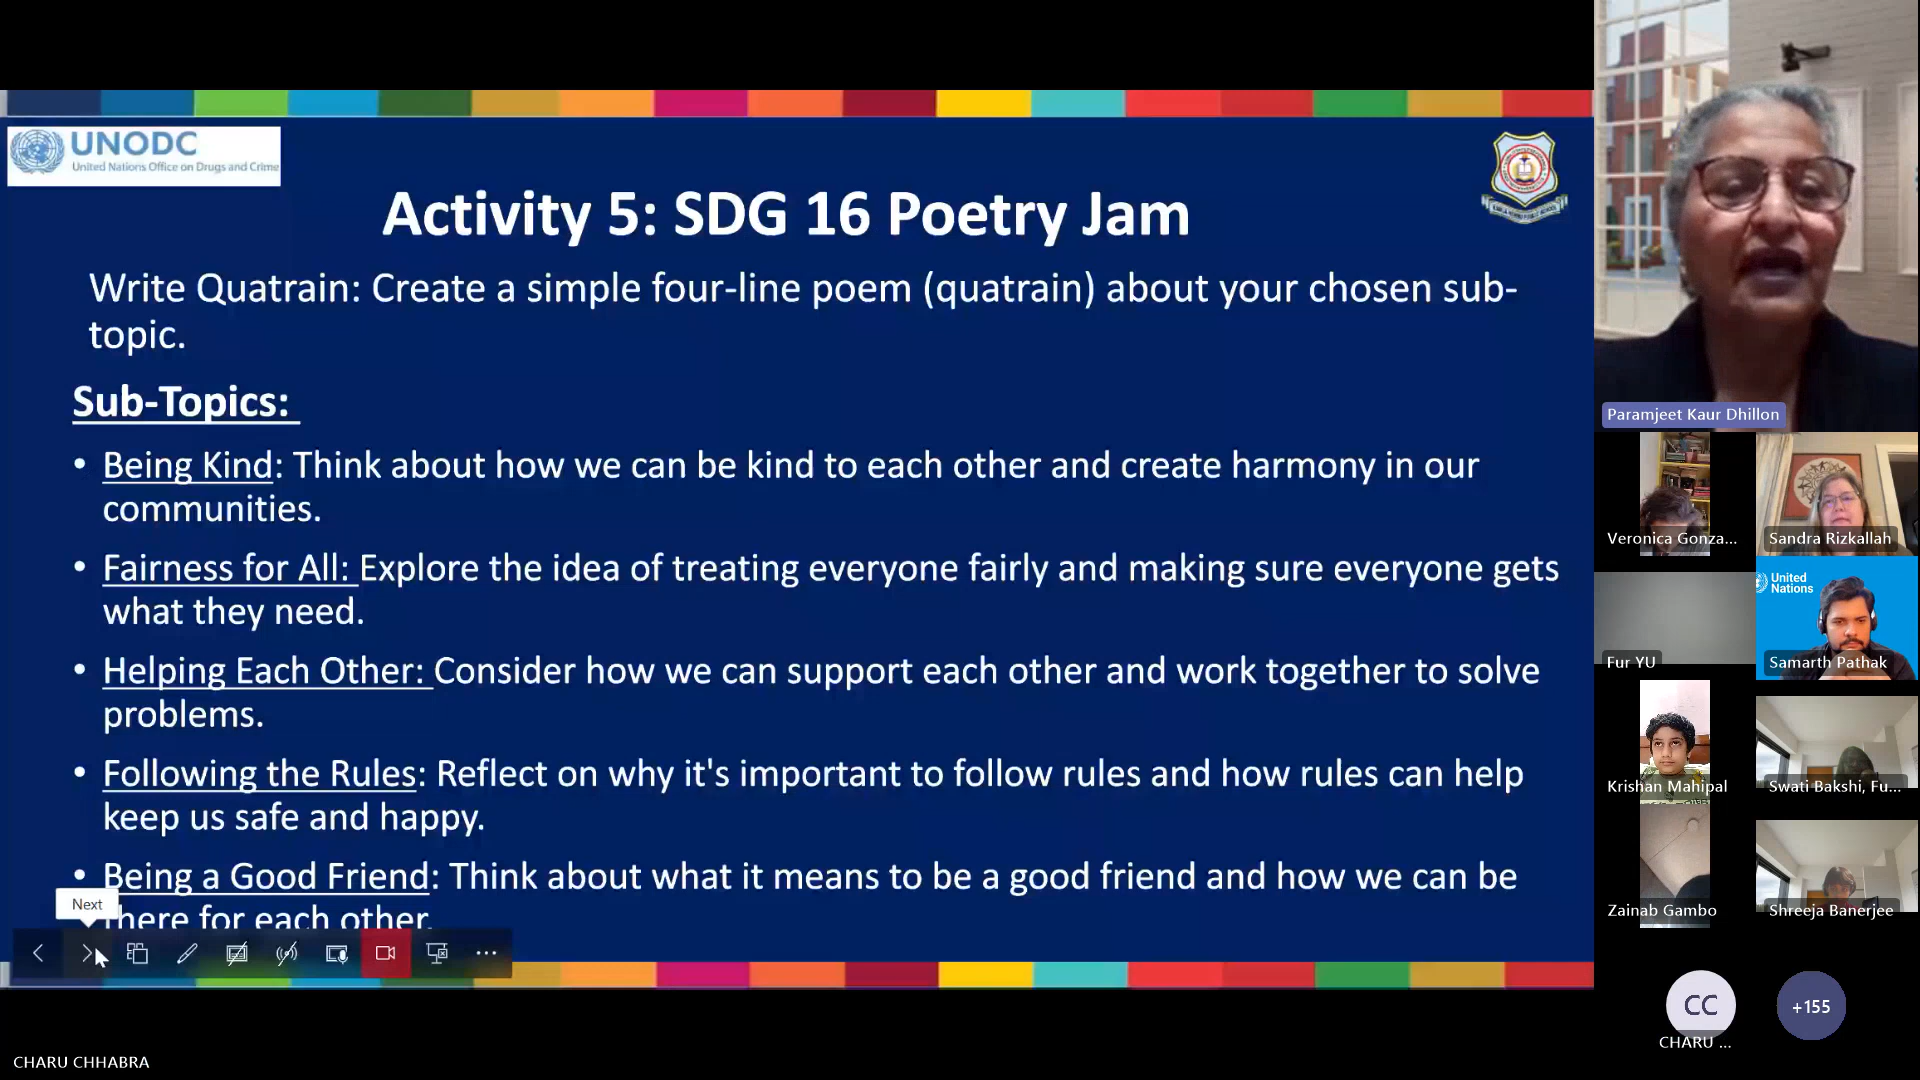 UNODC
United Nations Office on Drugs and Crime
Activity 5: SDG 16 Poetry Jam
Write Quatrain: Create a simple four-line poem (quatrain) about your chosen sub-
topic.
Sub-Topics:
• Being Kind: Think about how we can be kind to each other and create harmony in our
communities.
• Fairness for All: Explore the idea of treating everyone fairly and making sure everyone gets
what they need.
• Helping Each Other: Consider how we can support each other and work together to solve
problems.
• Following the Rules: Reflect on why it's important to follow rules and how rules can help
keep us safe and happy.
• Being a Good Friend: Think about what it means to be a good friend and how we can be
there for each other.
Next
CHARU CHHABRA
Paramjeet Kaur Dhillon
Veronica Gonza...
Sandra Rizkallah
Fur YU
United
Nations
Samarth Pathak
Krishan Mahipal
Swati Bakshi, Fu...
Zainab Gambo
Shreeja Banerjee
CC
CHARU ...
+155